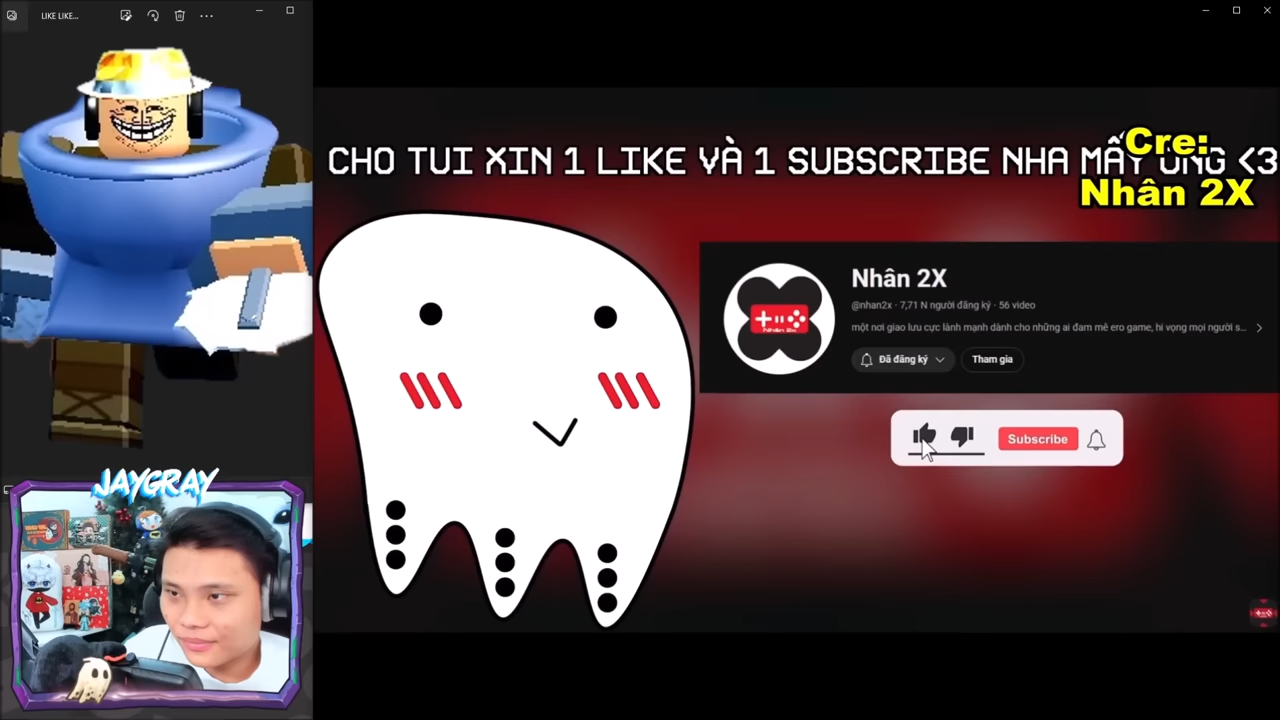 LIKE LIKE...
CHO TUI XIN 1 LIKE VÀ 1 SUBSCRIBE NHA MẤY ÔNG <3
Cre:
Nhân 2X
Nhân 2X
@nhan2x · 7,71 N người đăng ký · 56 video
một nơi giao lưu cực lành mạnh dành cho những ai đam mê ero game, hi vọng mọi người s...
Đã đăng ký
Tham gia
Subscribe
JAYGRAY